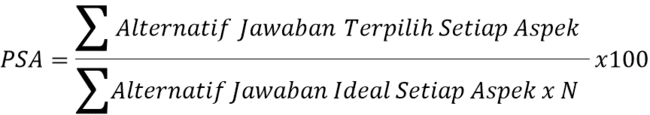 PSA = ∑ Alternatif Jawaban Terpilih Setiap Aspek
∑ Alternatif Jawaban Ideal Setiap Aspek x N x100